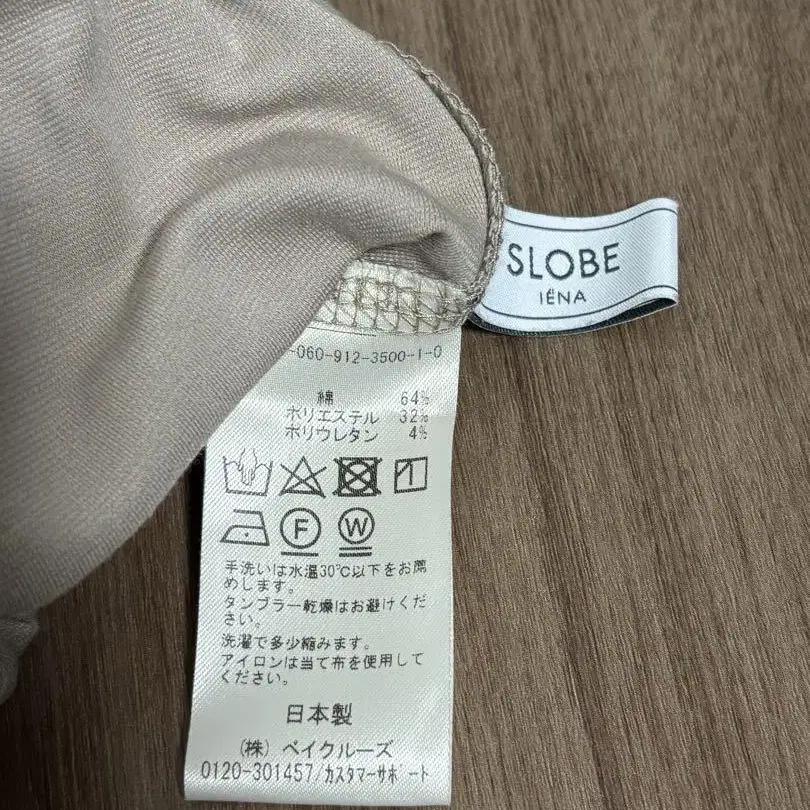 SLOBE
IËNA
-060-912-3500-1-0
綿 64%
ポリエステル 32%
ポリウレタン 4%
F W
手洗いは水温30℃以下をお薦
めします。
タンブラー乾燥はお避けくだ
さい。
洗濯で多少縮みます。
アイロンは当て布を使用して
ください。
日本製
(株) ベイクルーズ
0120-301457/カスタマーサポート